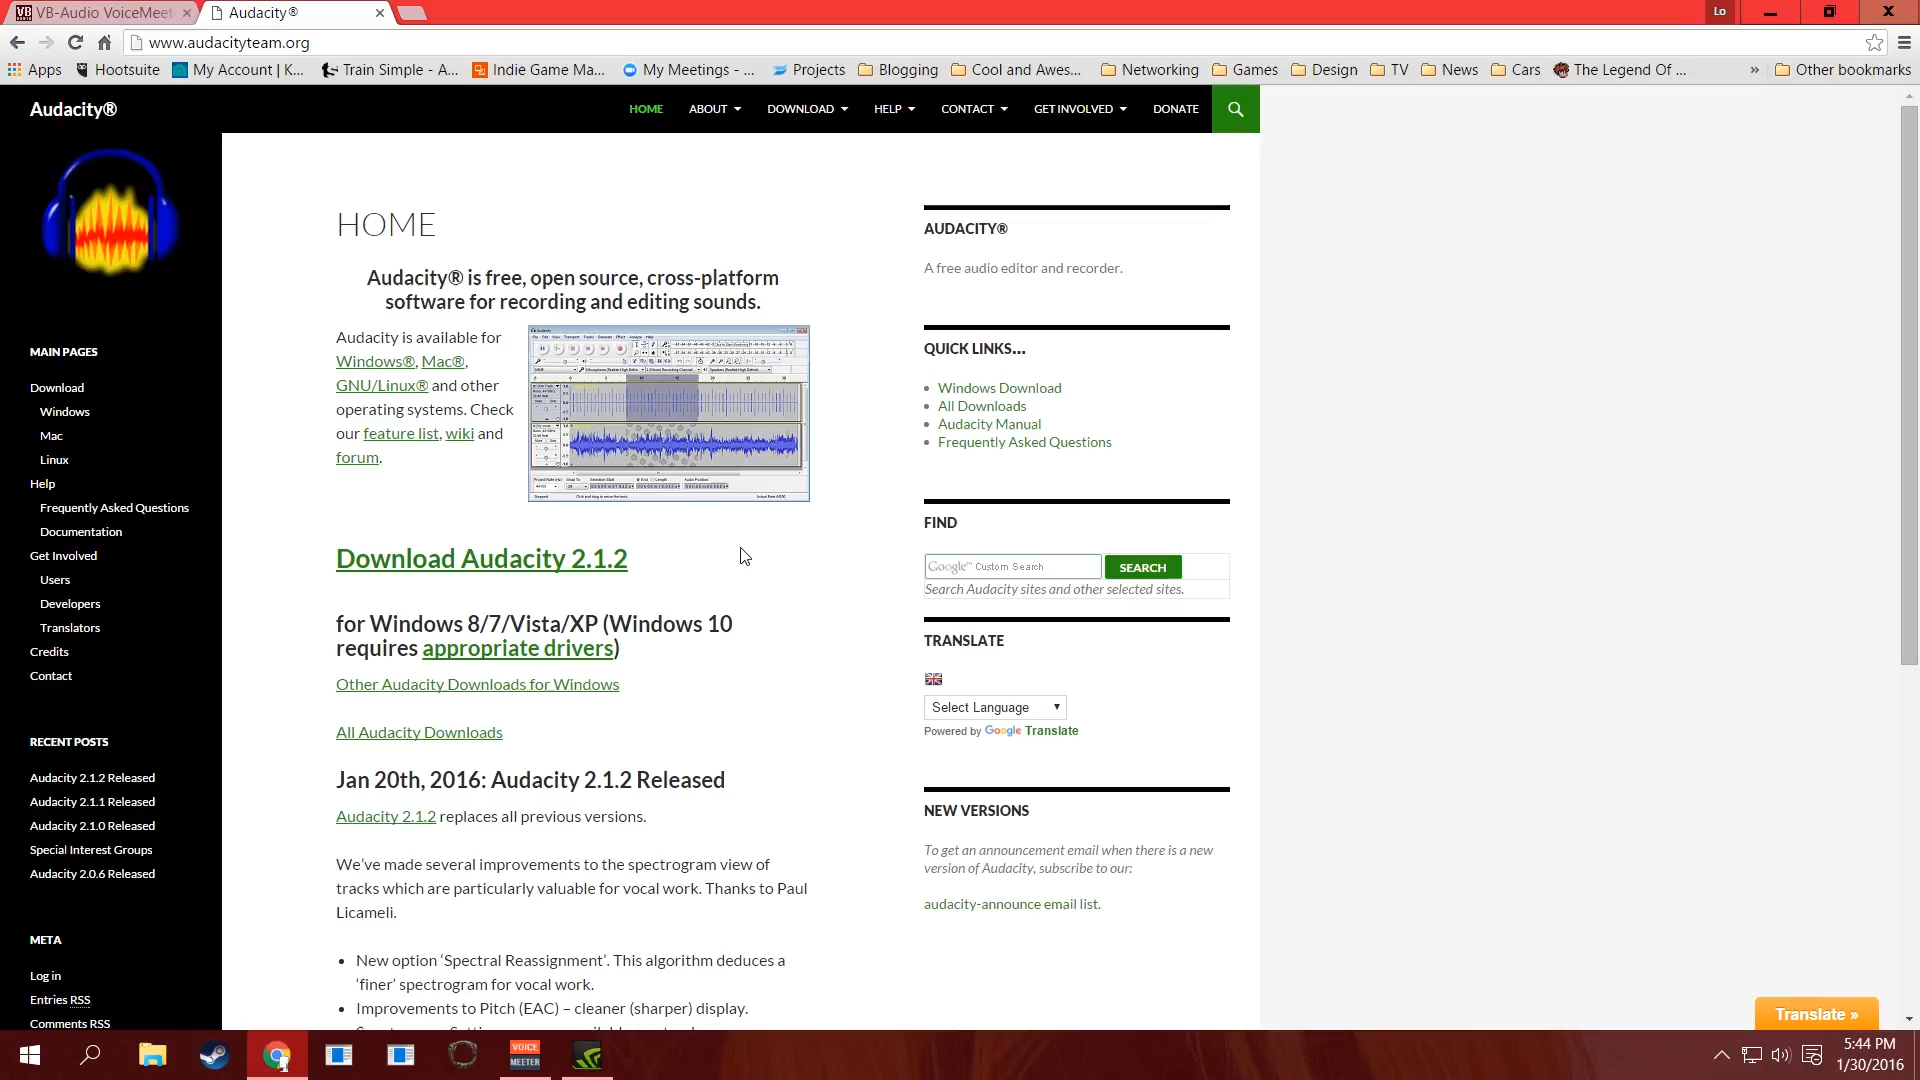 VB-Audio VoiceMeet
Audacity®
Lo
www.audacityteam.org
Apps
Hootsuite
My Account | K...
Train Simple - A...
Indie Game Ma...
My Meetings - ...
Projects
Blogging
Cool and Awes...
Networking
Games
Design
TV
News
Cars
The Legend Of ...
»
Other bookmarks
Audacity®
HOME
ABOUT
DOWNLOAD
HELP
CONTACT
GET INVOLVED
DONATE
MAIN PAGES
Download
Windows
Mac
Linux
Help
Frequently Asked Questions
Documentation
Get Involved
Users
Developers
Translators
Credits
Contact
RECENT POSTS
Audacity 2.1.2 Released
Audacity 2.1.1 Released
Audacity 2.1.0 Released
Special Interest Groups
Audacity 2.0.6 Released
META
Log in
Entries RSS
Comments RSS
HOME
Audacity® is free, open source, cross-platform
software for recording and editing sounds.
Audacity is available for
Windows®, Mac®,
GNU/Linux® and other
operating systems. Check
our feature list, wiki and
forum.
Download Audacity 2.1.2
for Windows 8/7/Vista/XP (Windows 10
requires appropriate drivers)
Other Audacity Downloads for Windows
All Audacity Downloads
Jan 20th, 2016: Audacity 2.1.2 Released
Audacity 2.1.2 replaces all previous versions.
We’ve made several improvements to the spectrogram view of
tracks which are particularly valuable for vocal work. Thanks to Paul
Licameli.
• New option ‘Spectral Reassignment’. This algorithm deduces a
‘finer’ spectrogram for vocal work.
• Improvements to Pitch (EAC) – cleaner (sharper) display.
AUDACITY®
A free audio editor and recorder.
QUICK LINKS...
• Windows Download
• All Downloads
• Audacity Manual
• Frequently Asked Questions
FIND
Google™ Custom Search
SEARCH
Search Audacity sites and other selected sites.
TRANSLATE
Select Language
Powered by Google Translate
NEW VERSIONS
To get an announcement email when there is a new
version of Audacity, subscribe to our:
audacity-announce email list.
Translate »
VOICE
MEETER
5:44 PM
1/30/2016